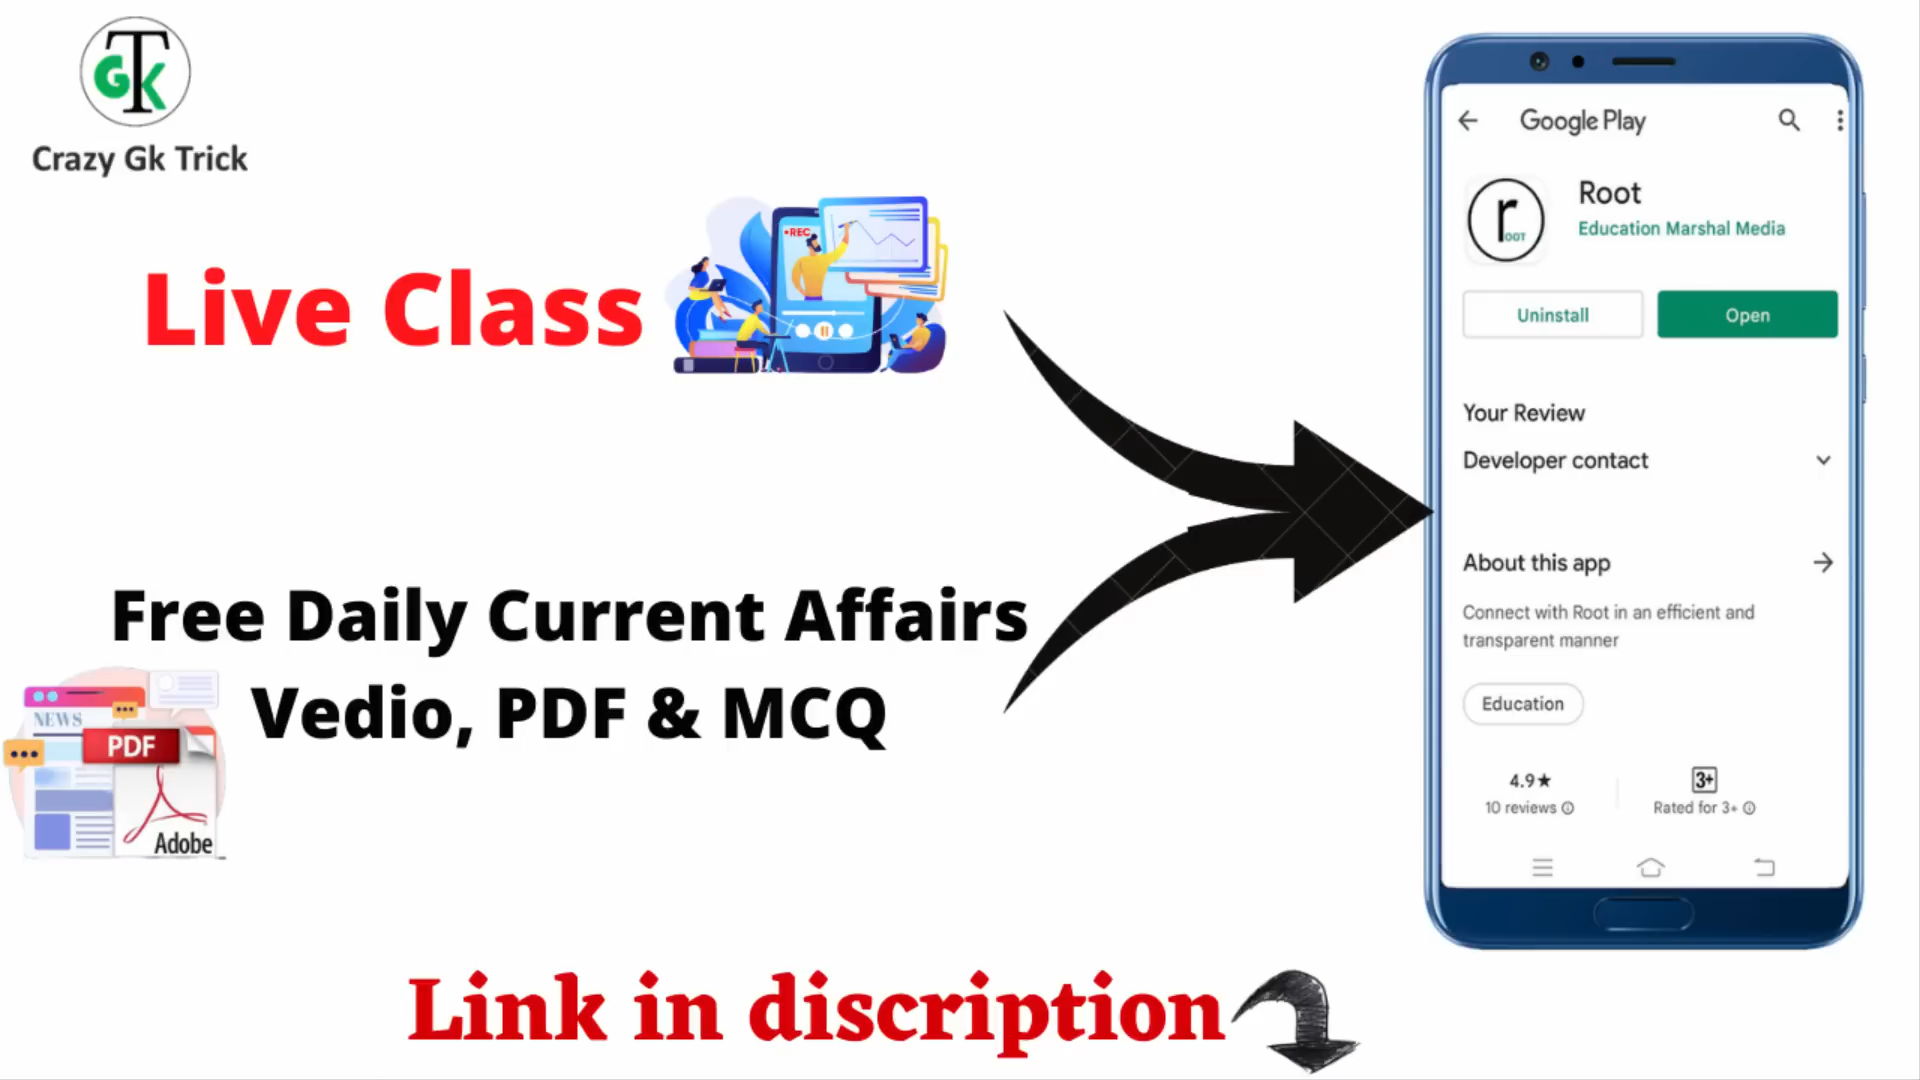 GTK
Crazy Gk Trick
Live Class
•REC
Free Daily Current Affairs
Vedio, PDF & MCQ
NEWS
PDF
Adobe
Link in discription
Google Play
rOOT
Root
Education Marshal Media
Uninstall
Open
Your Review
Developer contact
About this app
Connect with Root in an efficient and
transparent manner
Education
4.9★
10 reviews
3+
Rated for 3+